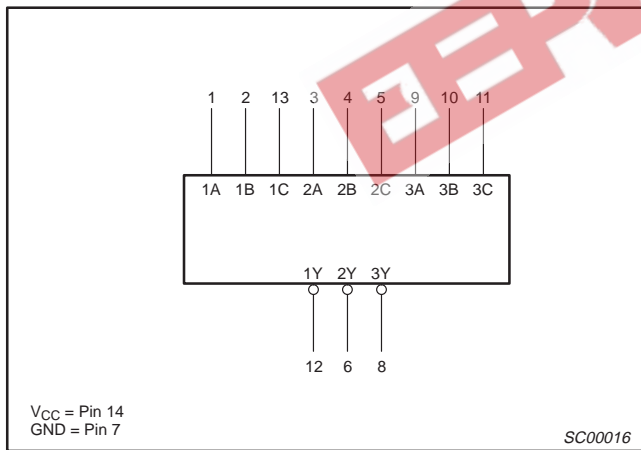 1 2 13 3 4 5 9 10 11
1A 1B 1C 2A 2B 2C 3A 3B 3C
1Y 2Y 3Y
12 6 8
VCC = Pin 14
GND = Pin 7
SC00016